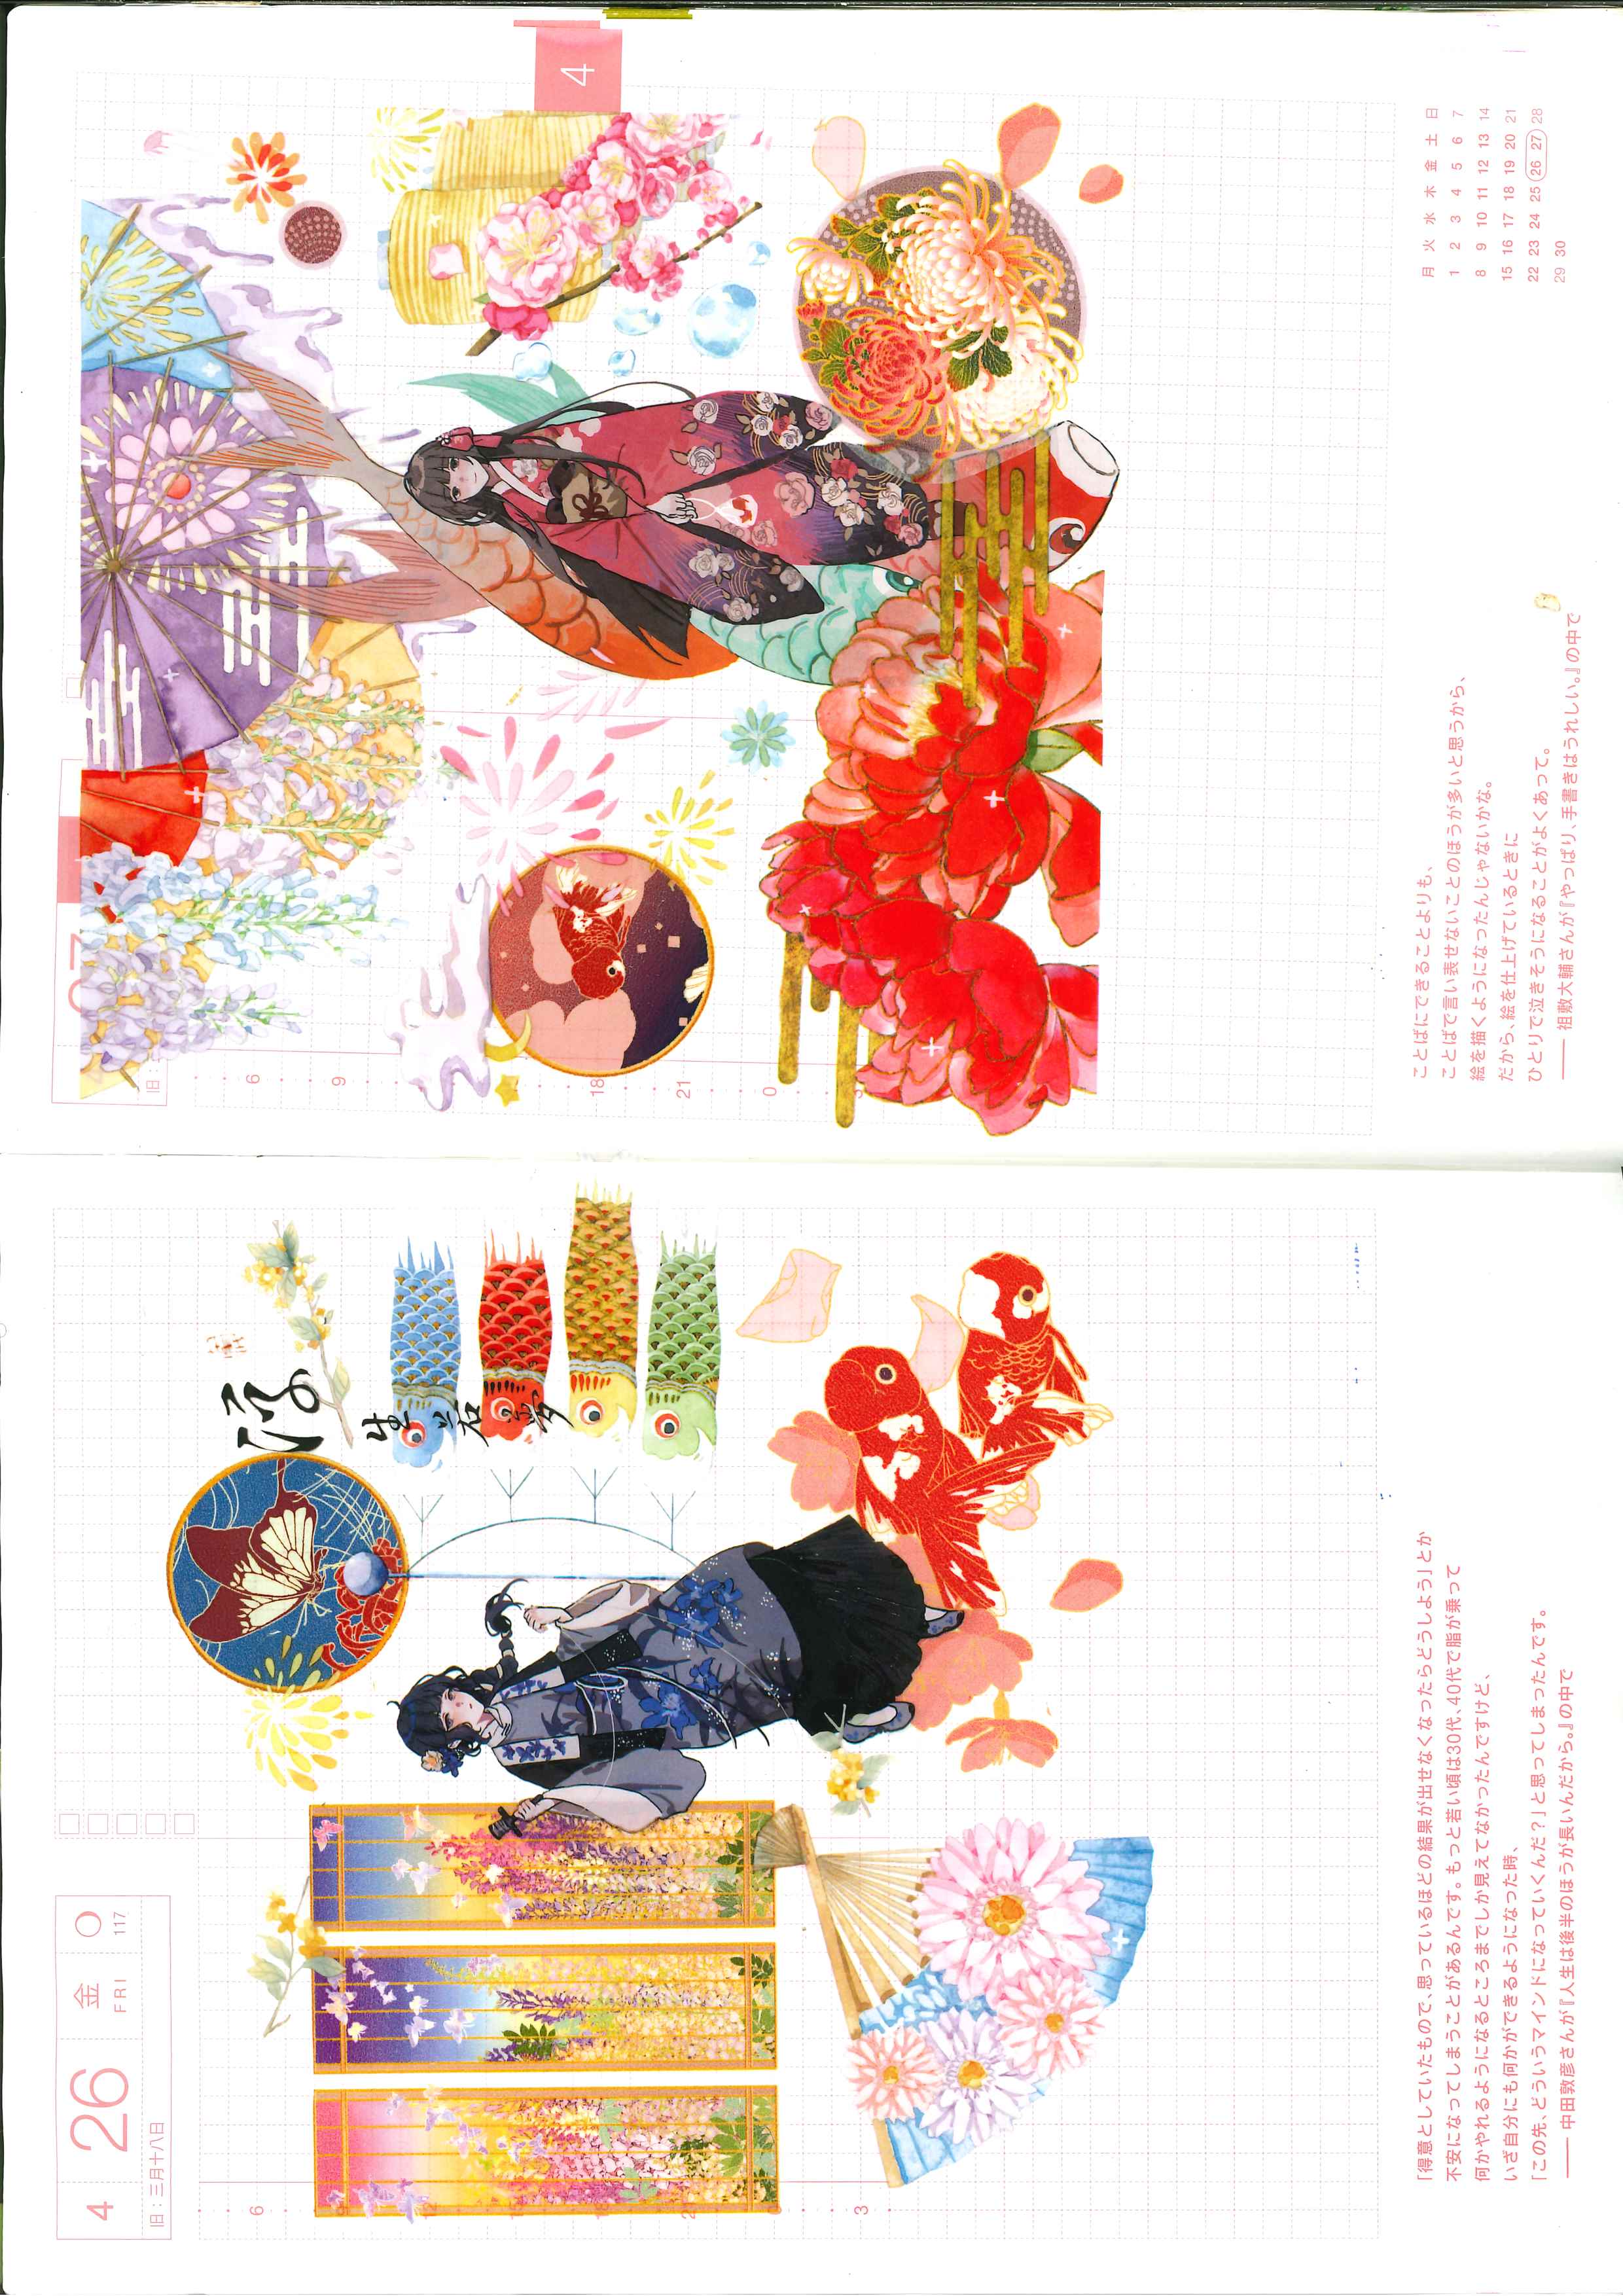 4
26
金
FRI
117
旧：三月十八日
6
3
浮
生
若
夢
「得意としていたもので、思っているほどの結果が出せなくなったらどうしよう」とか
不安になってしまうことがあるんです。もっと若い頃は30代、40代で脂が乗って
何かやれるようになるところまでしか見えてなかったんですけど、
いざ自分にも何かができるようになった時、
「この先、どういうマインドになっていくんだ？」と思ってしまったんです。
―― 中田敦彦さんが『人生は後半のほうが長いんだから。』の中で
27
旧：
6
9
18
21
0
3
4
ことばにできることよりも、
ことばで言い表せないことのほうが多いと思うから、
絵を描くようになったんじゃないかな。
だから、絵を仕上げているときに
ひとりで泣きそうになることがよくあって。
―― 祖敷大輔さんが『やっぱり、手書きはうれしい。』の中で
月 火 水 木 金 土 日
1 2 3 4 5 6 7
8 9 10 11 12 13 14
15 16 17 18 19 20 21
22 23 24 25 26 27 28
29 30